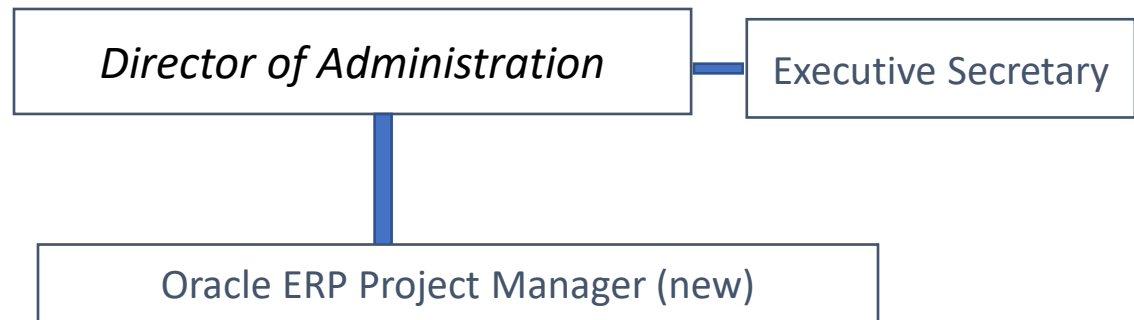 Director of Administration
Executive Secretary
Oracle ERP Project Manager (new)